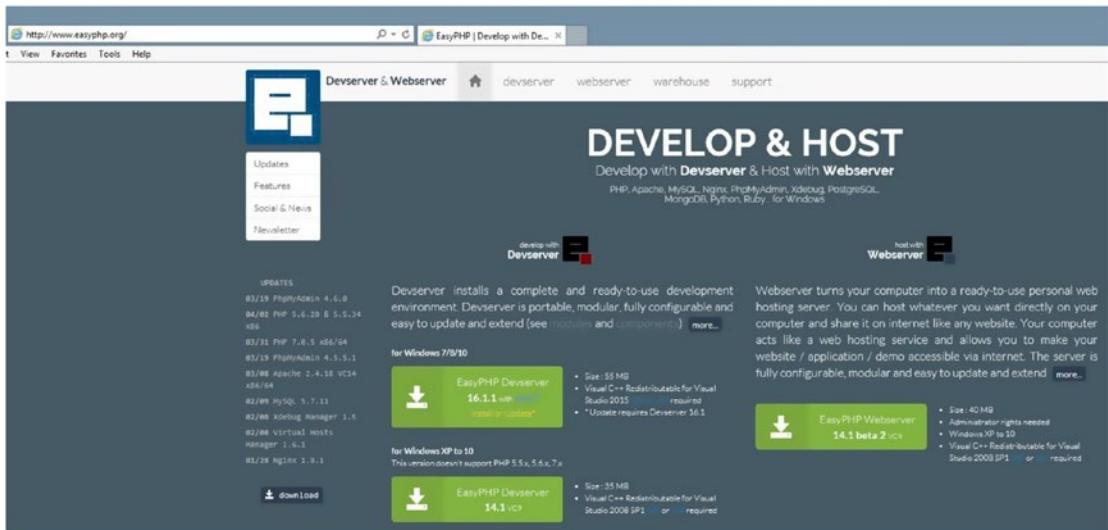 http://www.easyphp.org/
EasyPHP | Develop with De...
t View Favorites Tools Help
Devserver & Webserver
devserver
webserver
warehouse
support
Updates
Features
Social & News
Newsletter
DEVELOP & HOST
Develop with Devserver & Host with Webserver
PHP, Apache, MySQL, Nginx, PhpMyAdmin, Xdebug, PostgreSQL,
MongoDB, Python, Ruby... for Windows
UPDATES
03/19 PhpMyAdmin 4.6.0
04/02 PHP 5.6.20 & 5.5.34
x86
03/31 PHP 7.0.5 x86/64
03/19 PhpMyAdmin 4.5.5.1
03/08 Apache 2.4.18 VC14
x86/64
02/09 MySQL 5.7.11
02/08 Xdebug Manager 1.5
02/08 Virtual Hosts
Manager 1.6.1
01/28 Nginx 1.9.1
download
develop with
Devserver
Devserver installs a complete and ready-to-use development
environment. Devserver is portable, modular, fully configurable and
easy to update and extend (see modules and components) more...
for Windows 7/8/10
EasyPHP Devserver
16.1.1 with
install or update*
Size : 55 MB
Visual C++ Redistributable for Visual
Studio 2015 required
* Update requires Devserver 16.1
for Windows XP to 10
This version doesn't support PHP 5.5.x, 5.6.x, 7.x
EasyPHP Devserver
14.1 VC9
Size : 35 MB
Visual C++ Redistributable for Visual
Studio 2008 SP1 or required
host with
Webserver
Webserver turns your computer into a ready-to-use personal web
hosting server. You can host whatever you want directly on your
computer and share it on internet like any website. Your computer
acts like a web hosting service and allows you to make your
website / application / demo accessible via internet. The server is
fully configurable, modular and easy to update and extend more...
EasyPHP Webserver
14.1 beta 2 VC9
Size : 40 MB
Administrator rights needed
Windows XP to 10
Visual C++ Redistributable for Visual
Studio 2008 SP1 or required